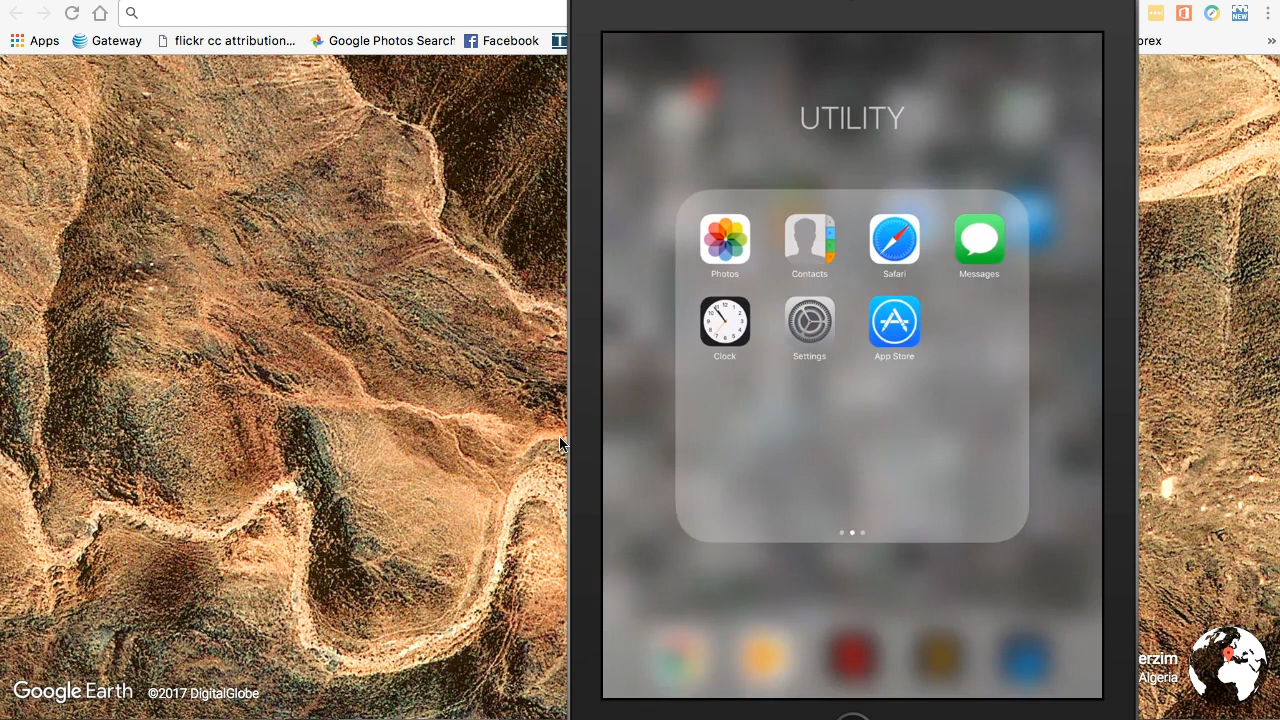 Apps
Gateway
flickr cc attribution...
Google Photos Search
Facebook
orex
»
NEW
UTILITY
Photos
Contacts
Safari
Messages
Clock
Settings
App Store
erzim
Algeria
Google Earth
©2017 DigitalGlobe